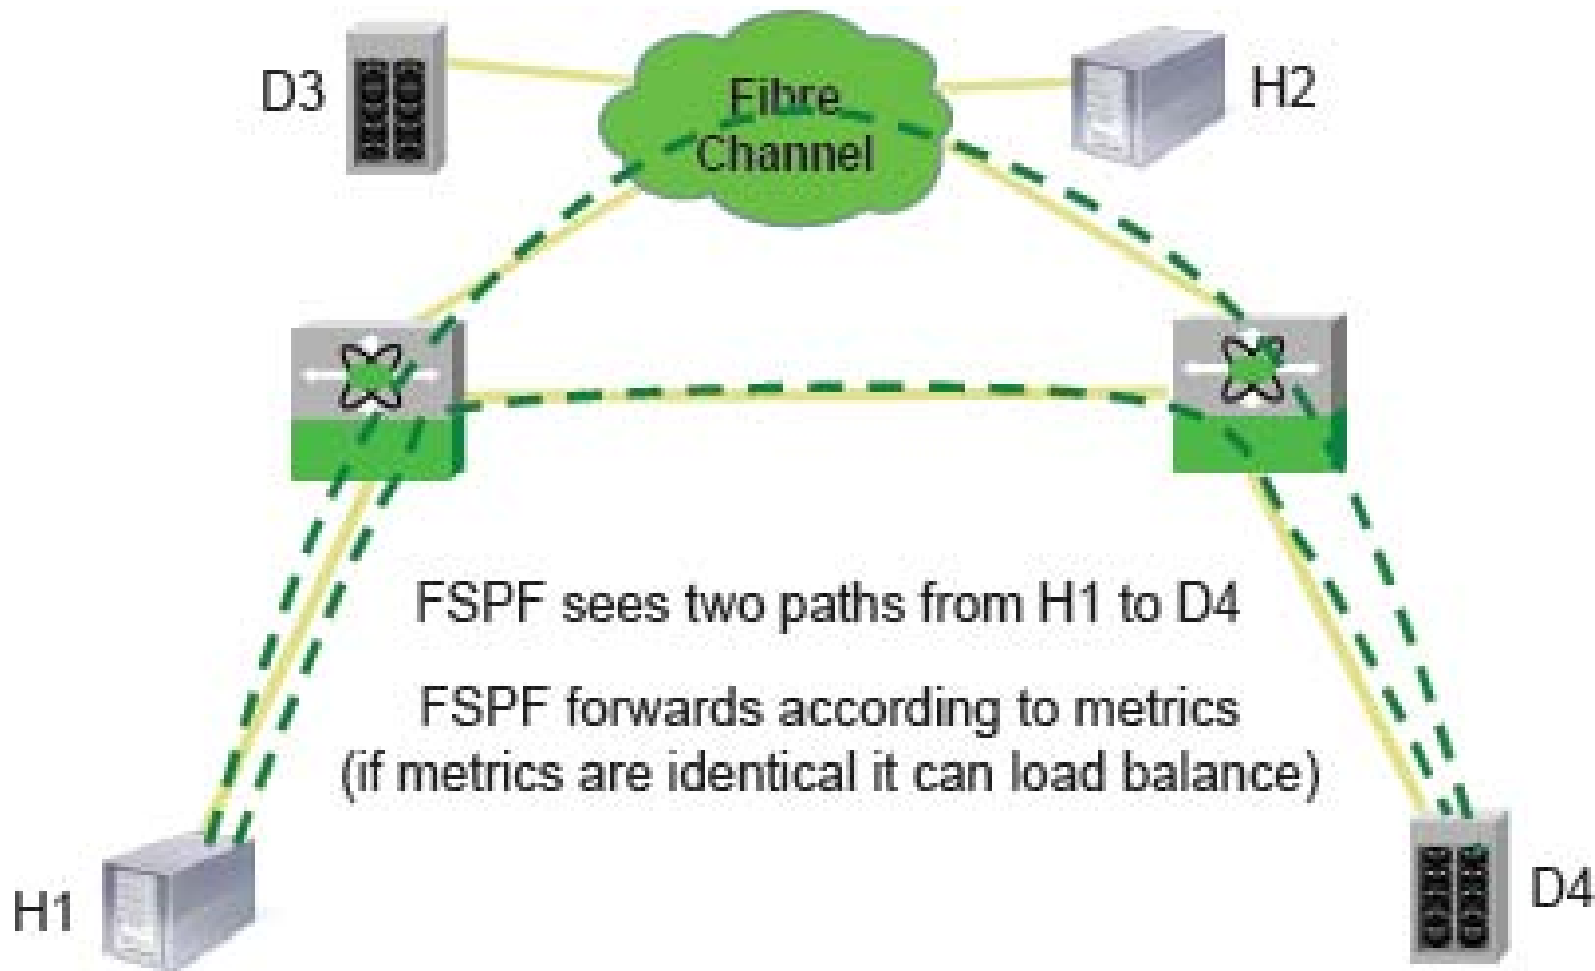 D3
Fibre
Channel
H2
FSPF sees two paths from H1 to D4
FSPF forwards according to metrics
(if metrics are identical it can load balance)
H1
D4